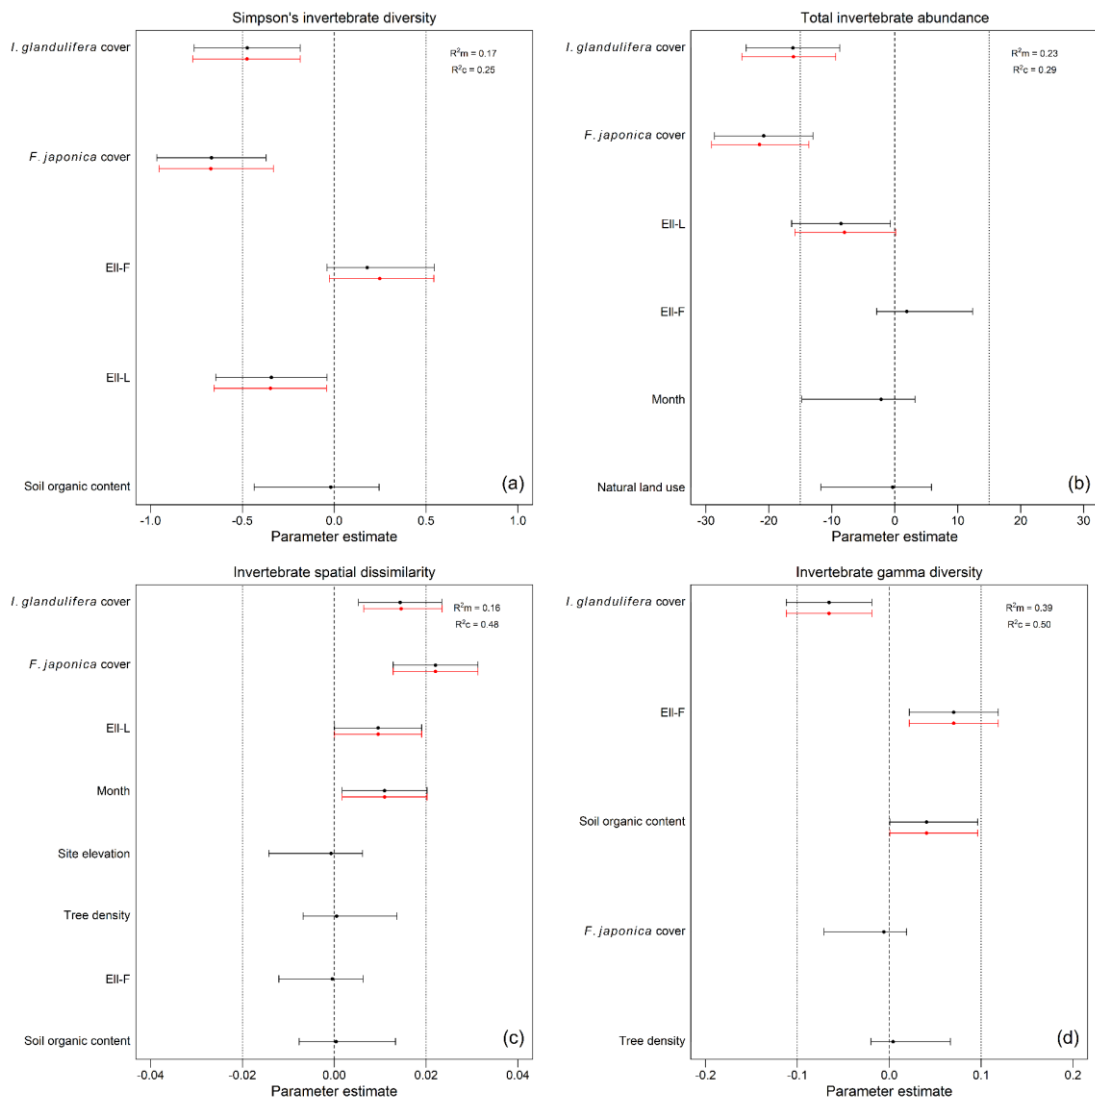 Simpson's invertebrate diversity
I. glandulifera cover
R²m = 0.17
R²c = 0.25
F. japonica cover
Ell-F
Ell-L
Soil organic content
(a)
-1.0 -0.5 0.0 0.5 1.0
Parameter estimate
Total invertebrate abundance
I. glandulifera cover
R²m = 0.23
R²c = 0.29
F. japonica cover
Ell-L
Ell-F
Month
Natural land use
(b)
-30 -20 -10 0 10 20 30
Parameter estimate
Invertebrate spatial dissimilarity
I. glandulifera cover
R²m = 0.16
R²c = 0.48
F. japonica cover
Ell-L
Month
Site elevation
Tree density
Ell-F
Soil organic content
(c)
-0.04 -0.02 0.00 0.02 0.04
Parameter estimate
Invertebrate gamma diversity
I. glandulifera cover
R²m = 0.39
R²c = 0.50
Ell-F
Soil organic content
F. japonica cover
Tree density
(d)
-0.2 -0.1 0.0 0.1 0.2
Parameter estimate